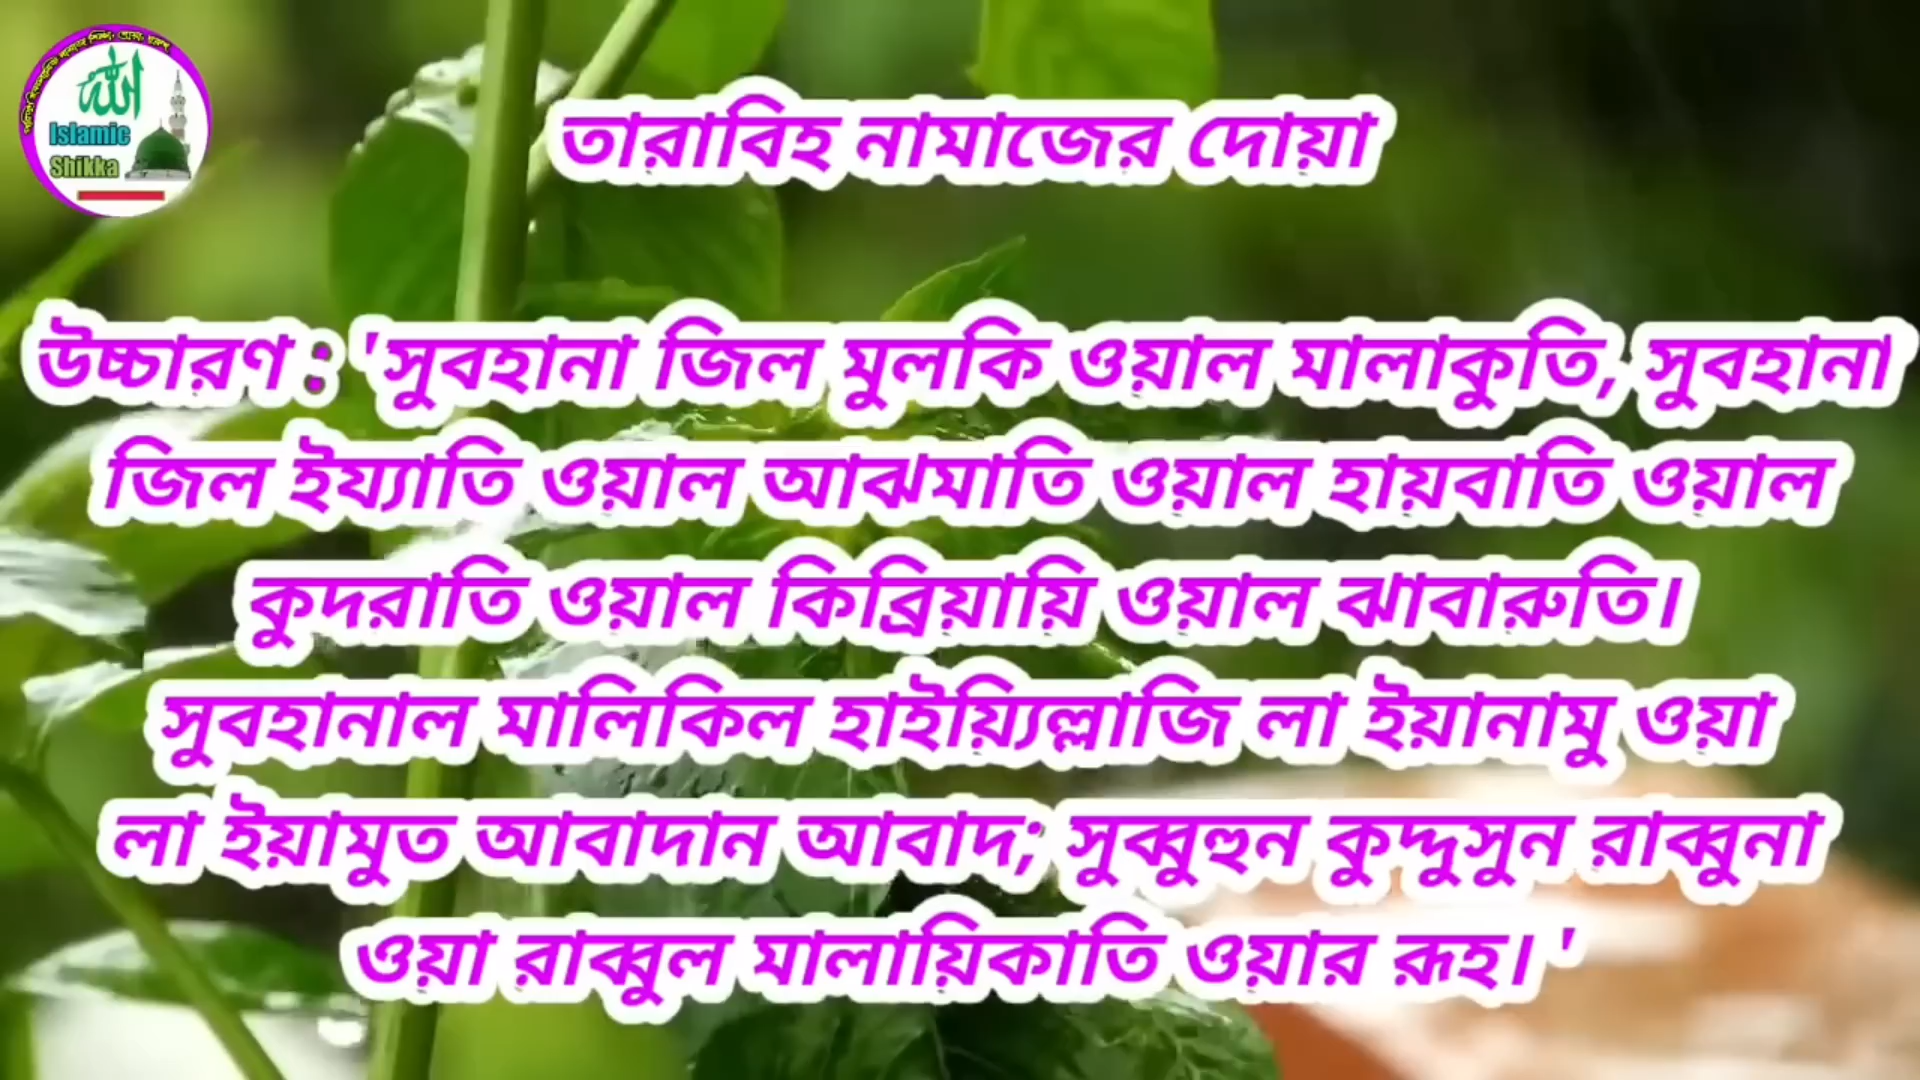 الله
Islamic
Shikka
তারাবিহ নামাজের দোয়া
উচ্চারণ : 'সুবহানা জিল মুলকি ওয়াল মালাকুতি, সুবহানা
জিল ইয্যাতি ওয়াল আঝমাতি ওয়াল হায়বাতি ওয়াল
কুদরাতি ওয়াল কিব্রিয়ায়ি ওয়াল ঝাবারুতি।
সুবহানাল মালিকিল হাইয়্যিল্লাজি লা ইয়ানামু ওয়া
লা ইয়ামুত আবাদান আবাদ; সুব্বুহুন কুদ্দুসুন রাব্বুনা
ওয়া রাব্বুল মালায়িকাতি ওয়ার রূহ। '